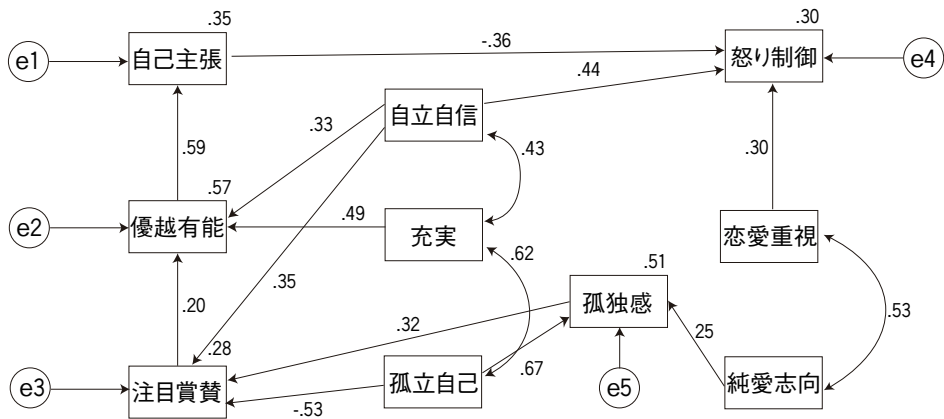 .35
.30
e1
自己主張
-.36
怒り制御
e4
.44
自立自信
.33
.43
.59
.30
.57
e2
優越有能
.49
充実
恋愛重視
.62
.51
.20
.35
孤独感
.53
.32
25
.28
.67
e3
注目賞賛
孤立自己
e5
純愛志向
-.53